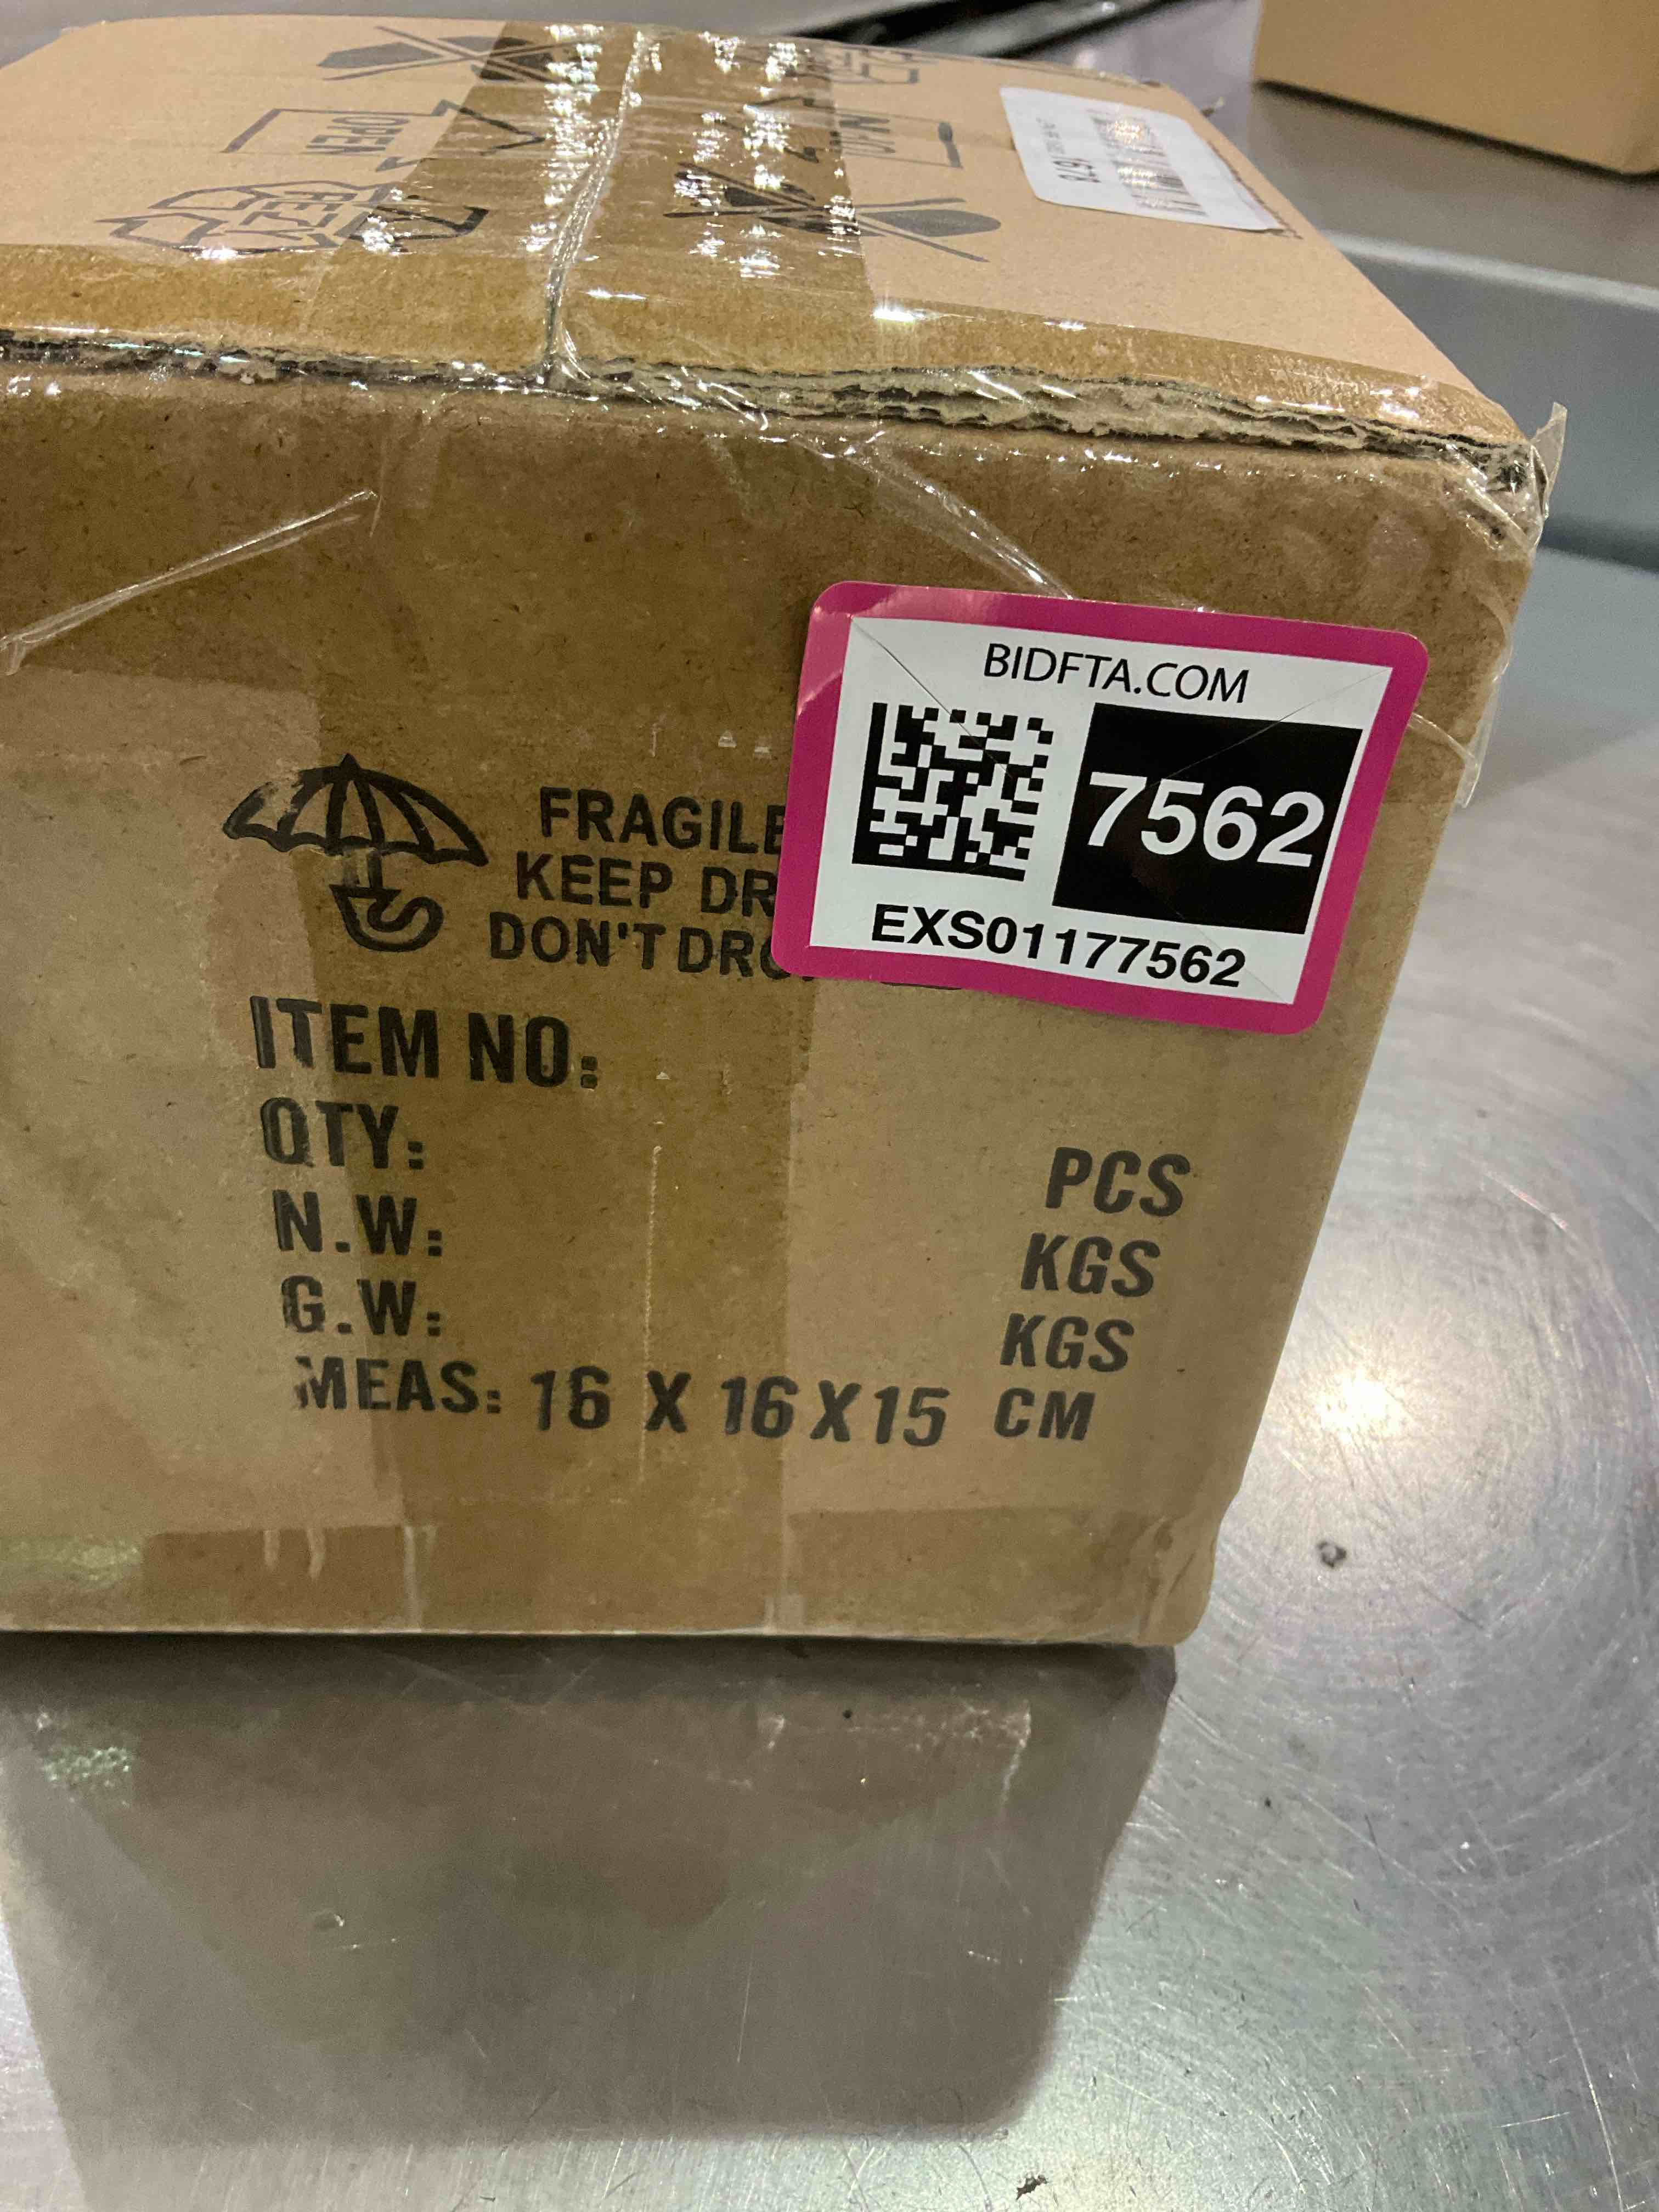 OPEN
BIDFTA.COM
7562
EXS01177562
FRAGILE
KEEP DR
DON'T DRO
ITEM NO:
QTY: PCS
N.W: KGS
G.W: KGS
MEAS: 16 X 16 X 15 CM